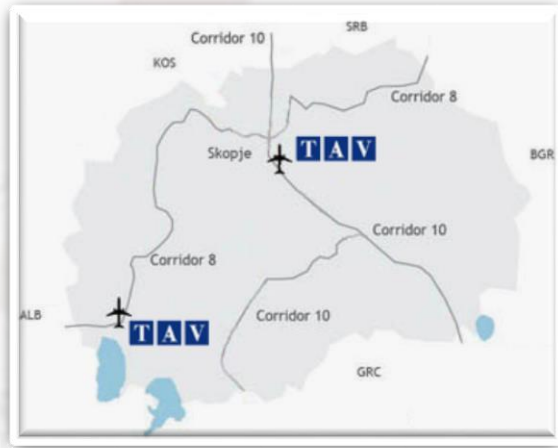 SRB
Corridor 10
KOS
Corridor 8
Skopje
TAV
BGR
Corridor 10
Corridor 8
ALB
Corridor 10
TAV
GRC